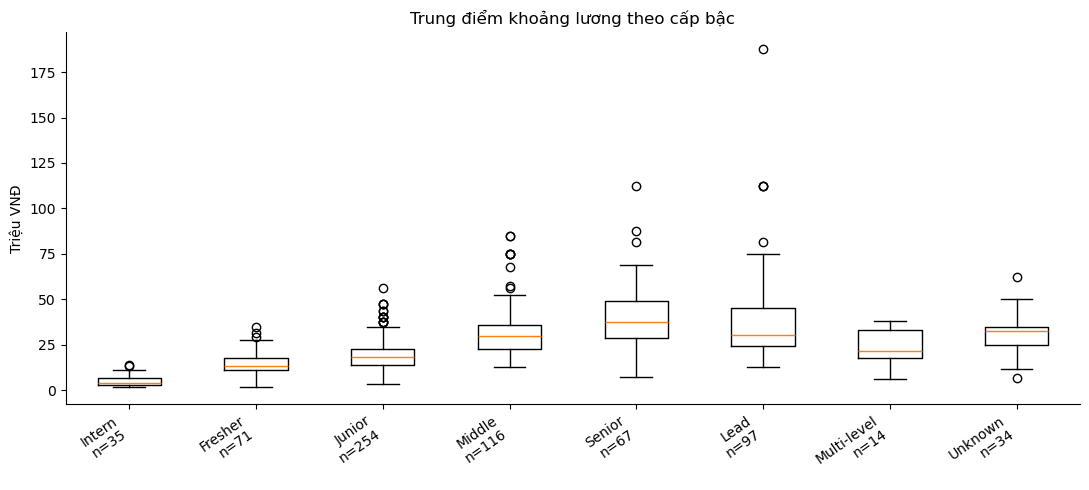 Trung điểm khoảng lương theo cấp bậc
Triệu VNĐ
175
150
125
100
75
50
25
0
Intern
n=35
Fresher
n=71
Junior
n=254
Middle
n=116
Senior
n=67
Lead
n=97
Multi-level
n=14
Unknown
n=34